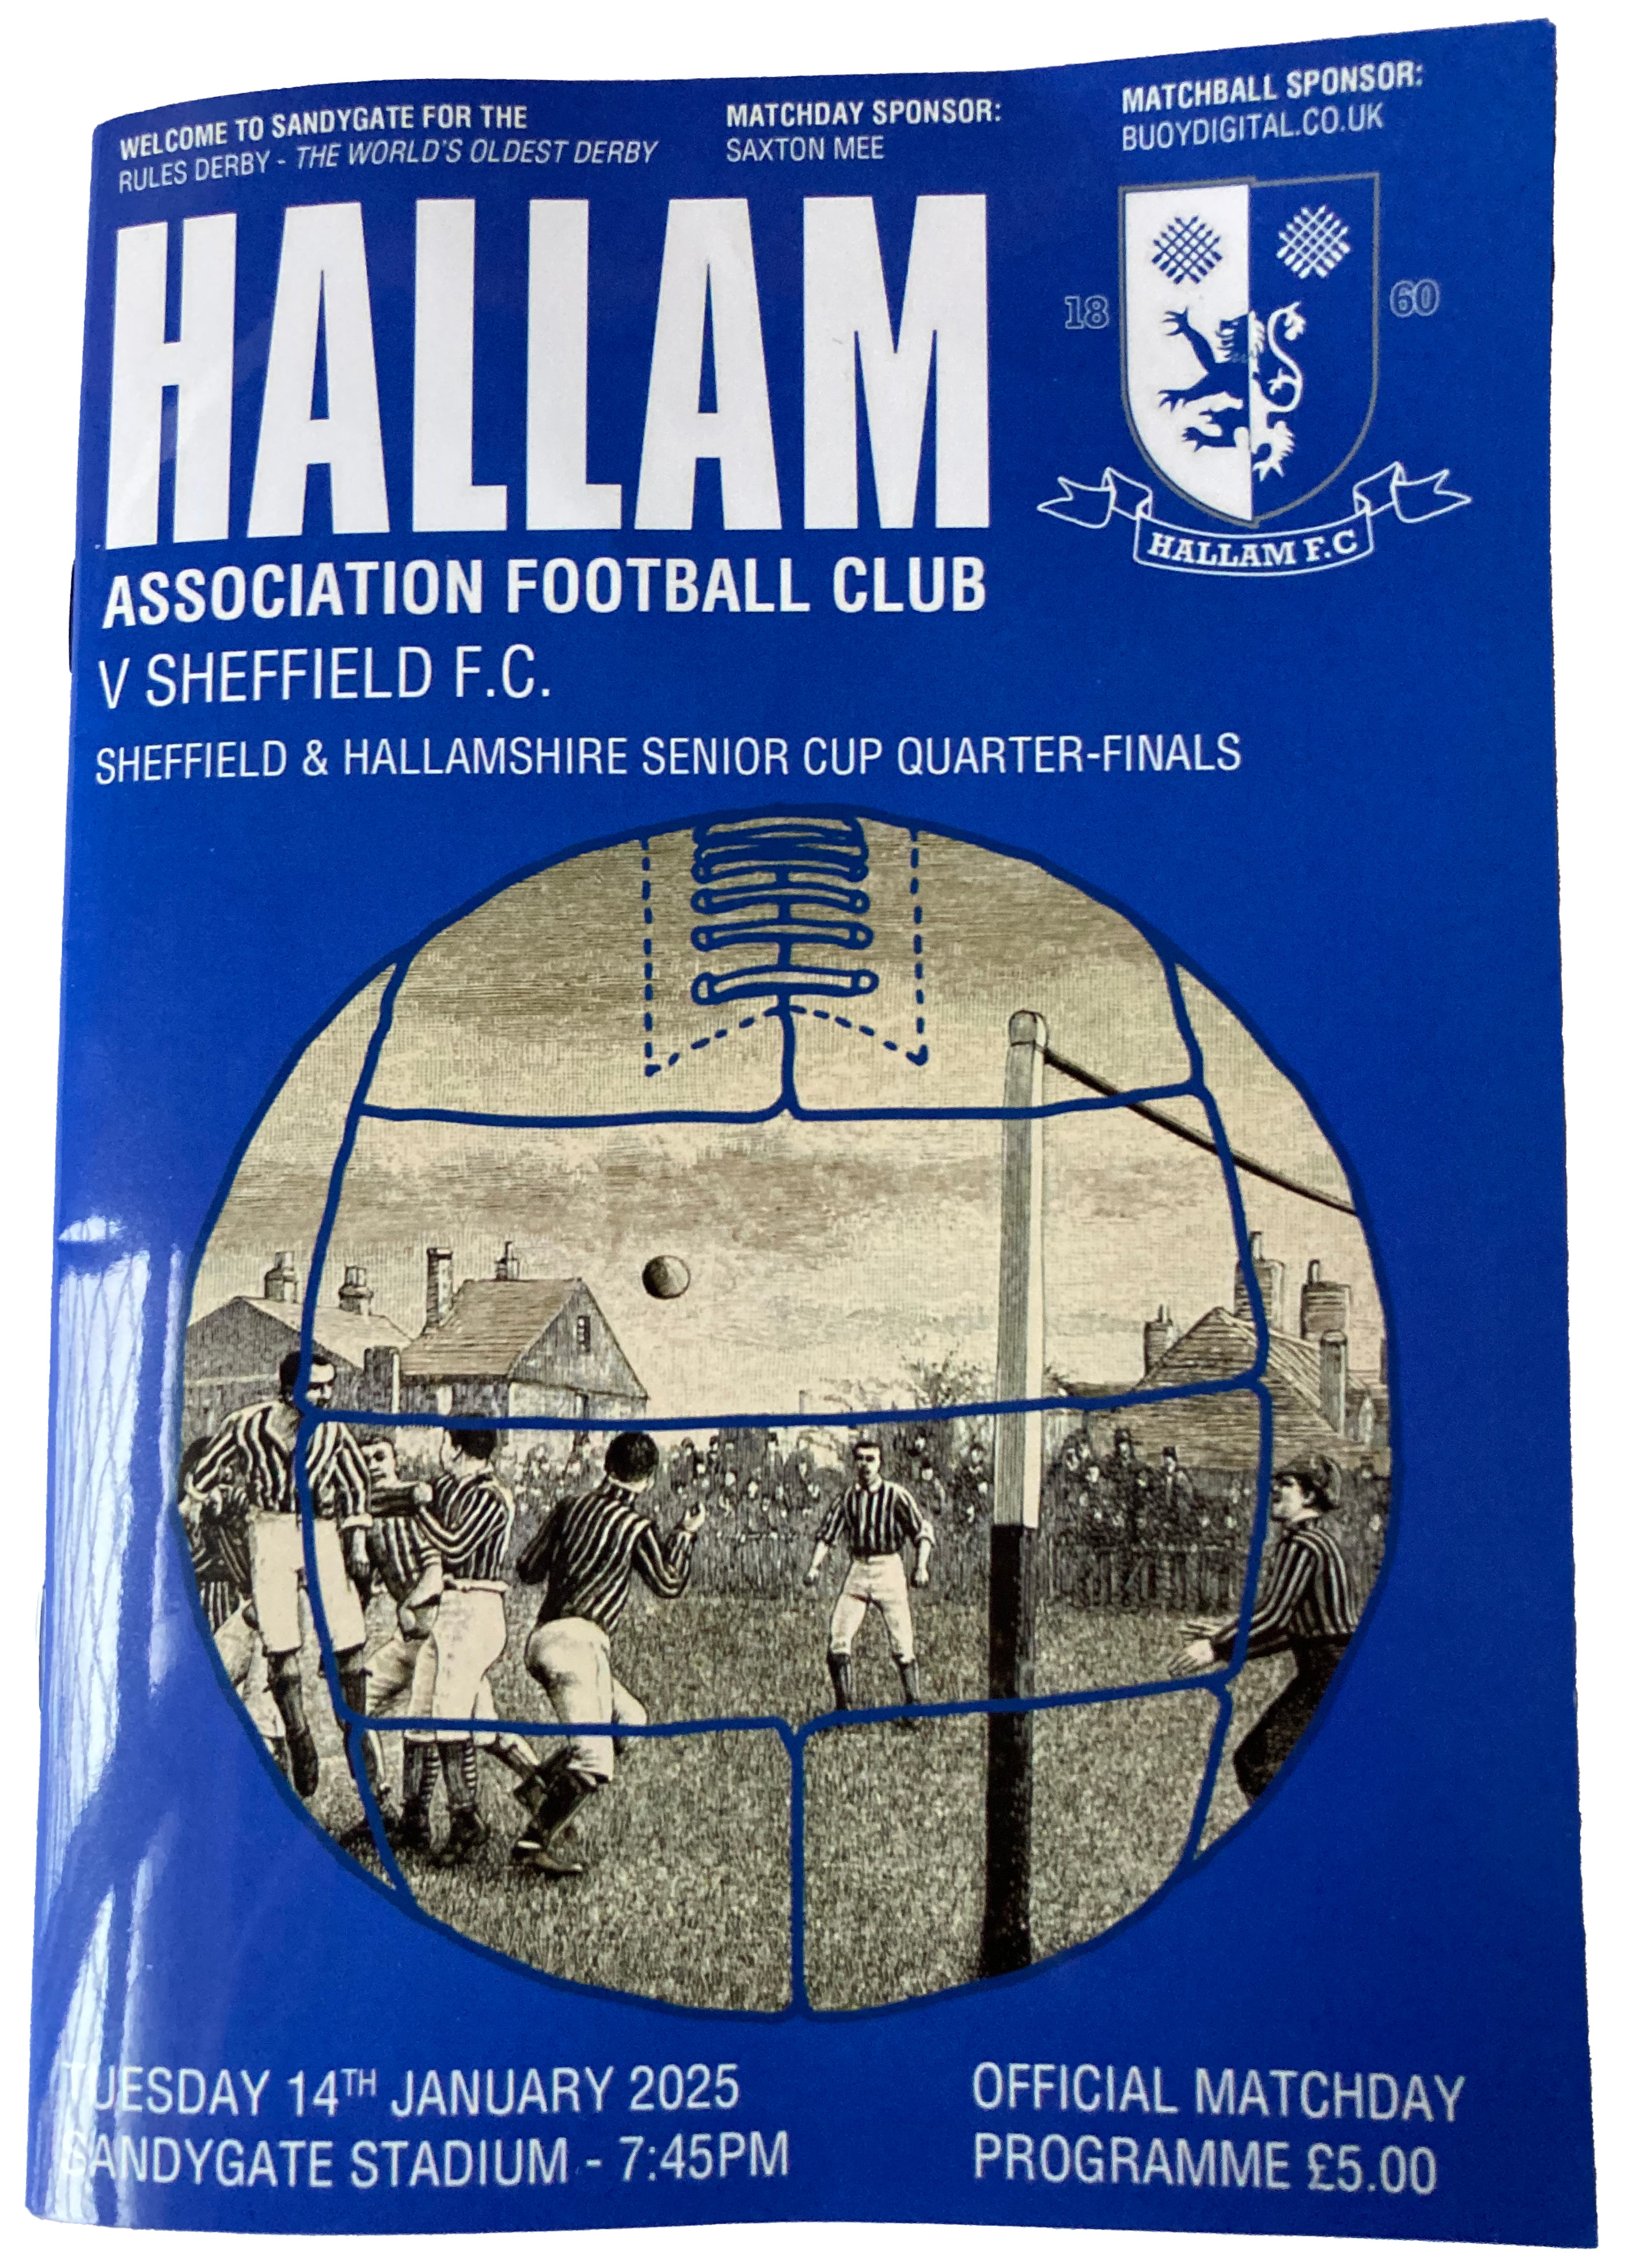 WELCOME TO SANDYGATE FOR THE
RULES DERBY - THE WORLD'S OLDEST DERBY
MATCHDAY SPONSOR:
SAXTON MEE
MATCHBALL SPONSOR:
BUOYDIGITAL.CO.UK
HALLAM
ASSOCIATION FOOTBALL CLUB
18 60
HALLAM F.C
V SHEFFIELD F.C.
SHEFFIELD & HALLAMSHIRE SENIOR CUP QUARTER-FINALS
TUESDAY 14TH JANUARY 2025
SANDYGATE STADIUM - 7:45PM
OFFICIAL MATCHDAY
PROGRAMME £5.00